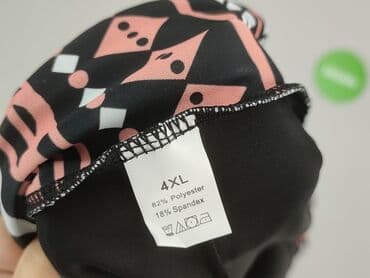 4XL
82% Polyester
18% Spandex